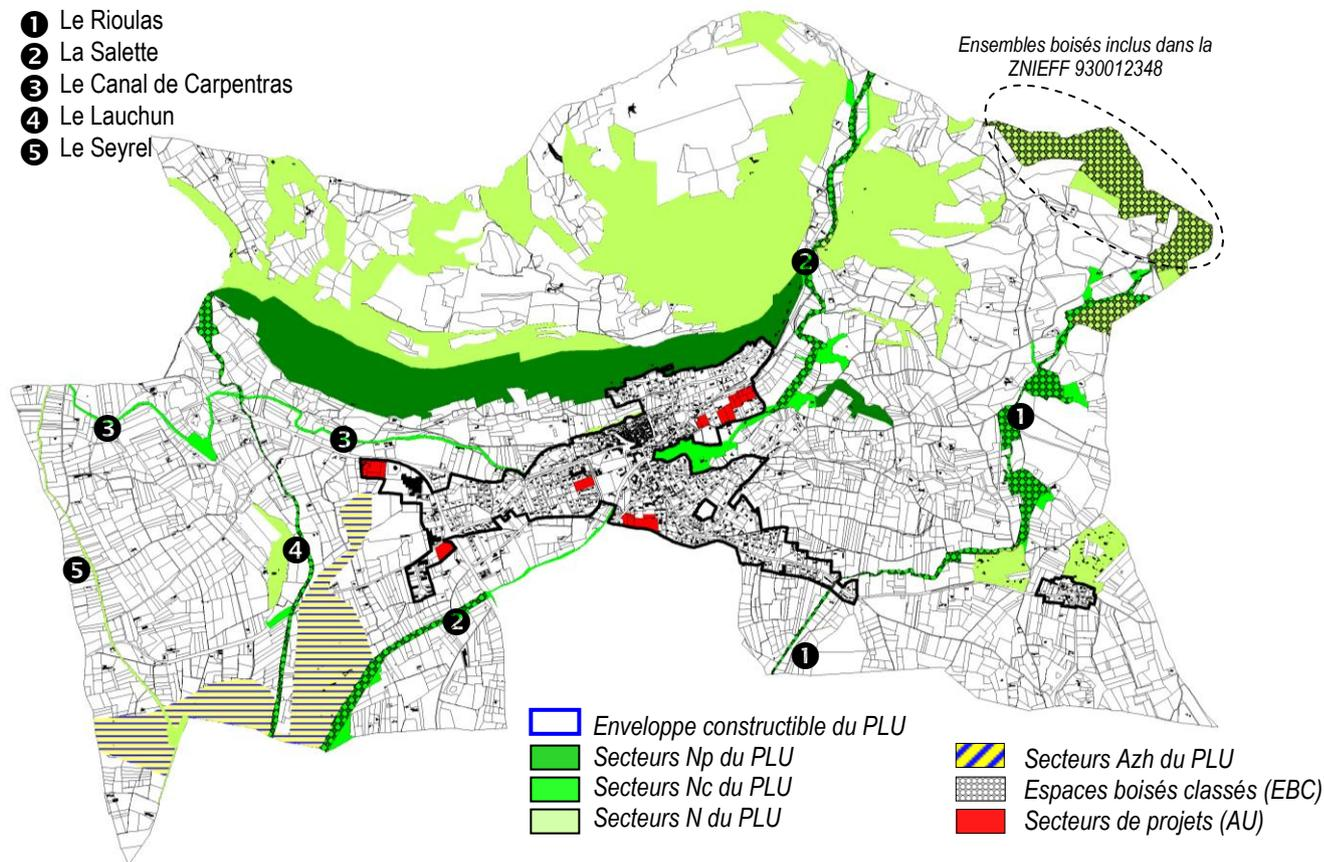 ❶ Le Rioulas
❷ La Salette
❸ Le Canal de Carpentras
❹ Le Lauchun
❺ Le Seyrel
Ensembles boisés inclus dans la
ZNIEFF 930012348
❷
❶
❸
❸
❹
❺
❷
❶
Enveloppe constructible du PLU
Secteurs Np du PLU
Secteurs Nc du PLU
Secteurs N du PLU
Secteurs Azh du PLU
Espaces boisés classés (EBC)
Secteurs de projets (AU)